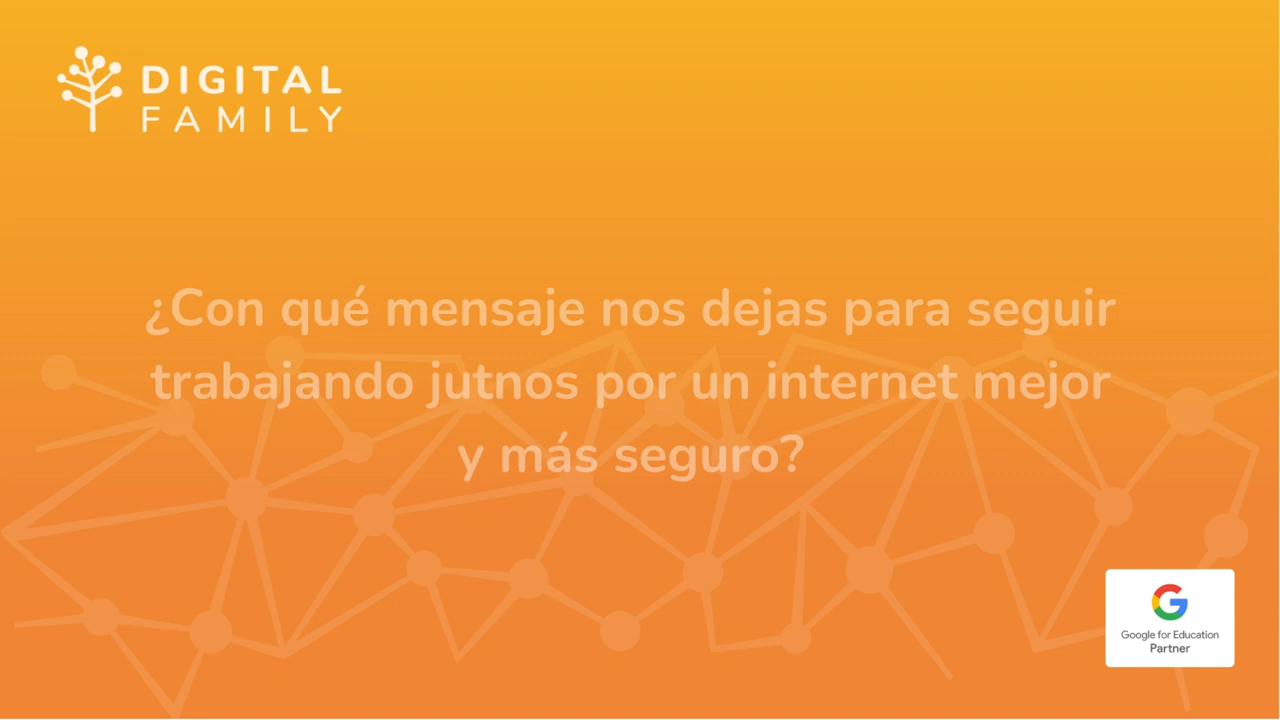 DIGITAL
FAMILY
¿Con qué mensaje nos dejas para seguir
trabajando jutnos por un internet mejor
y más seguro?
Google for Education
Partner